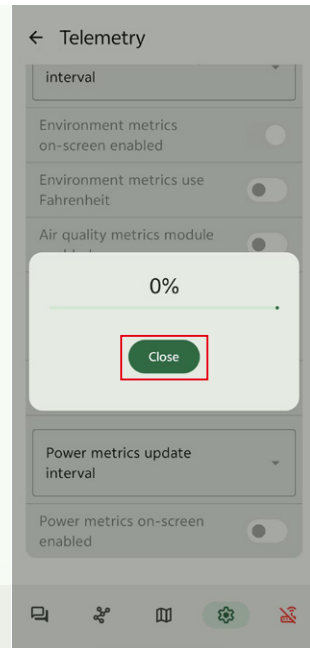 Telemetry
interval
Environment metrics
on-screen enabled
Environment metrics use
Fahrenheit
Air quality metrics module
0%
Close
Power metrics update
interval
Power metrics on-screen
enabled